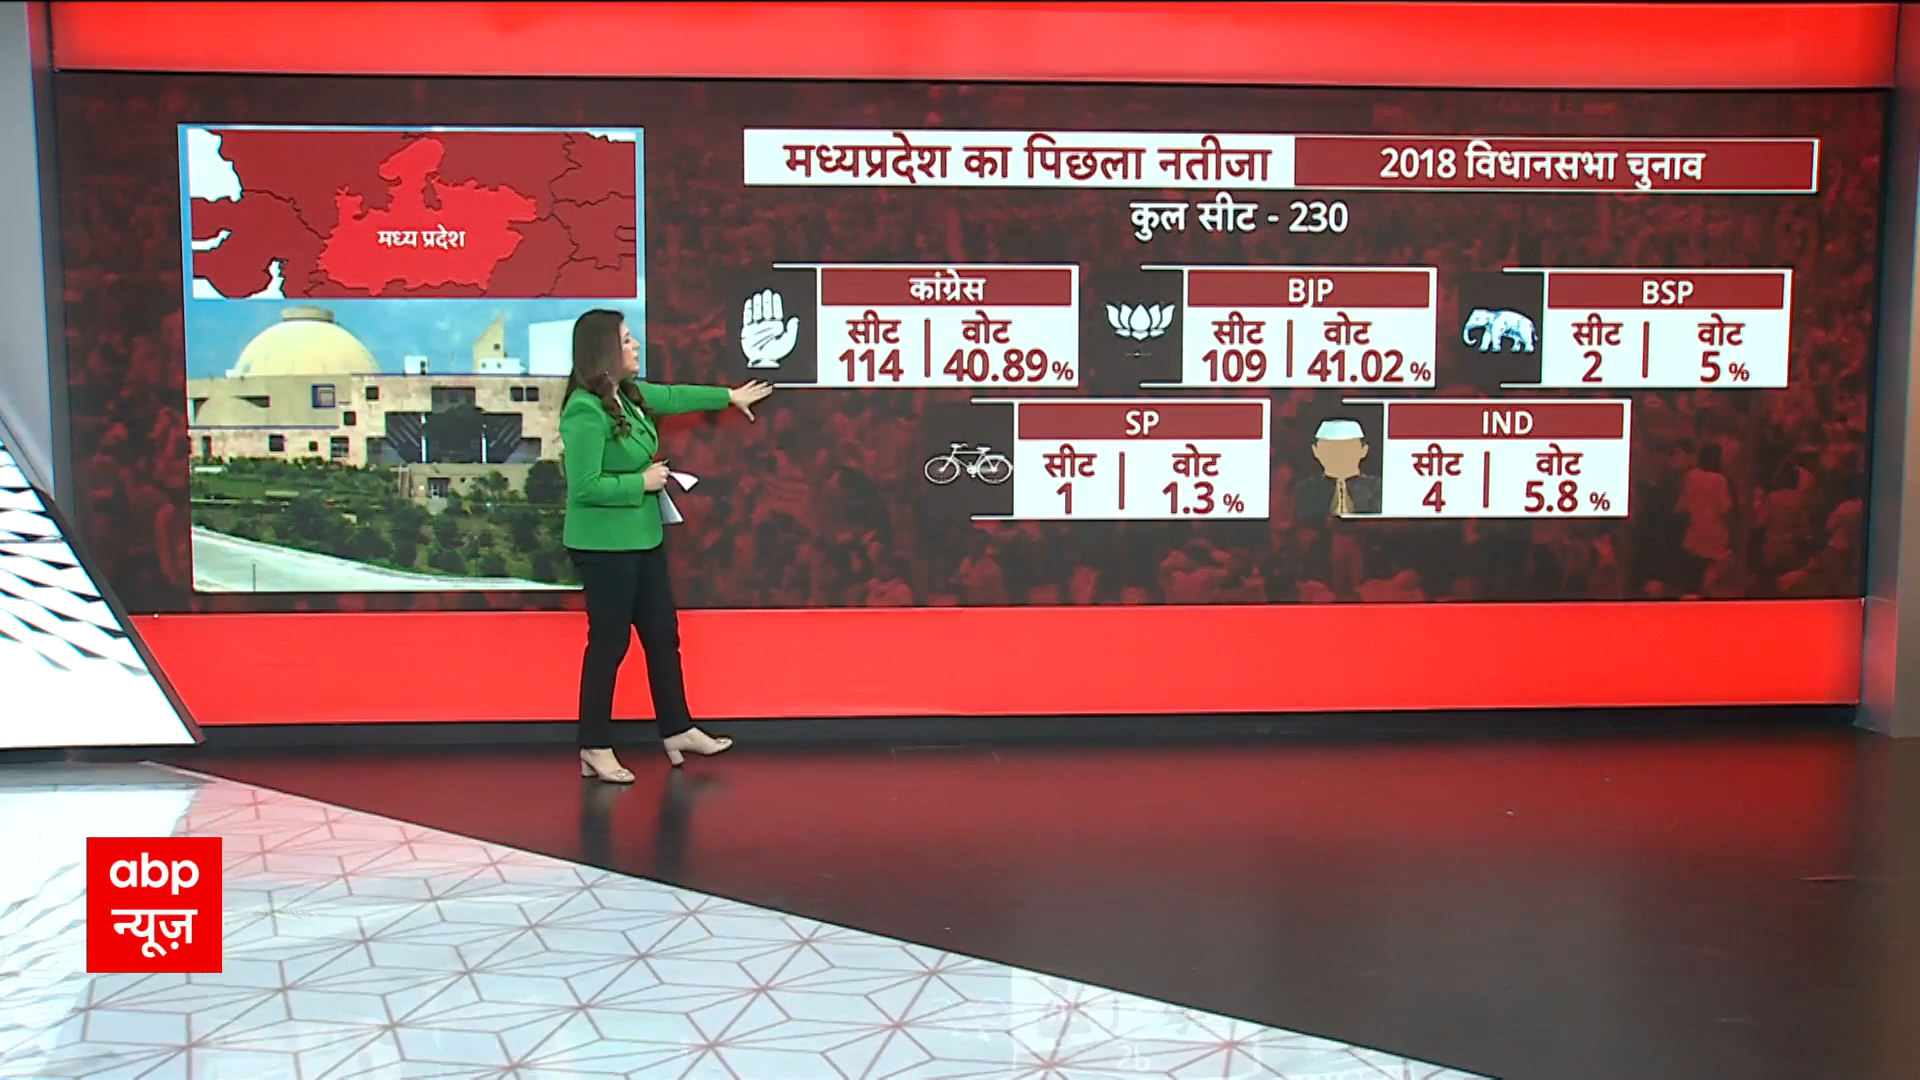 मध्यप्रदेश का पिछला नतीजा
2018 विधानसभा चुनाव
कुल सीट - 230
मध्य प्रदेश
कांग्रेस
सीट | वोट
114 40.89%
BJP
सीट | वोट
109 41.02%
BSP
सीट | वोट
2 5%
SP
सीट | वोट
1 1.3%
IND
सीट | वोट
4 5.8%
abp
न्यूज़